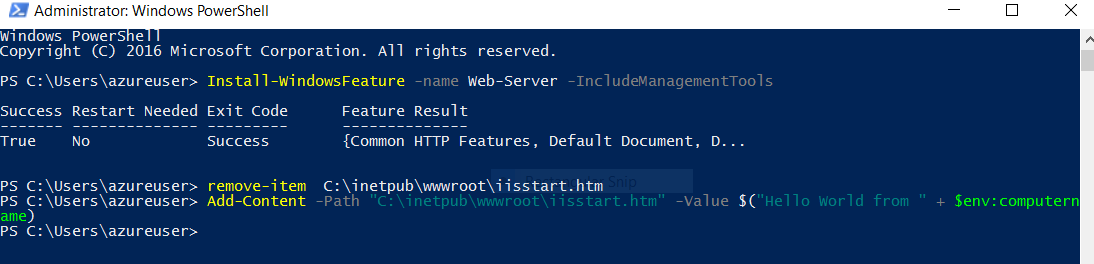 Administrator: Windows PowerShell
Windows PowerShell
Copyright (C) 2016 Microsoft Corporation. All rights reserved.
PS C:\Users\azureuser> Install-WindowsFeature -name Web-Server -IncludeManagementTools
Success Restart Needed Exit Code      Feature Result
------- -------------- ---------      --------------
True    No             Success        {Common HTTP Features, Default Document, D...
PS C:\Users\azureuser> remove-item  C:\inetpub\wwwroot\iisstart.htm
PS C:\Users\azureuser> Add-Content -Path "C:\inetpub\wwwroot\iisstart.htm" -Value $("Hello World from " + $env:computern
ame)
PS C:\Users\azureuser>